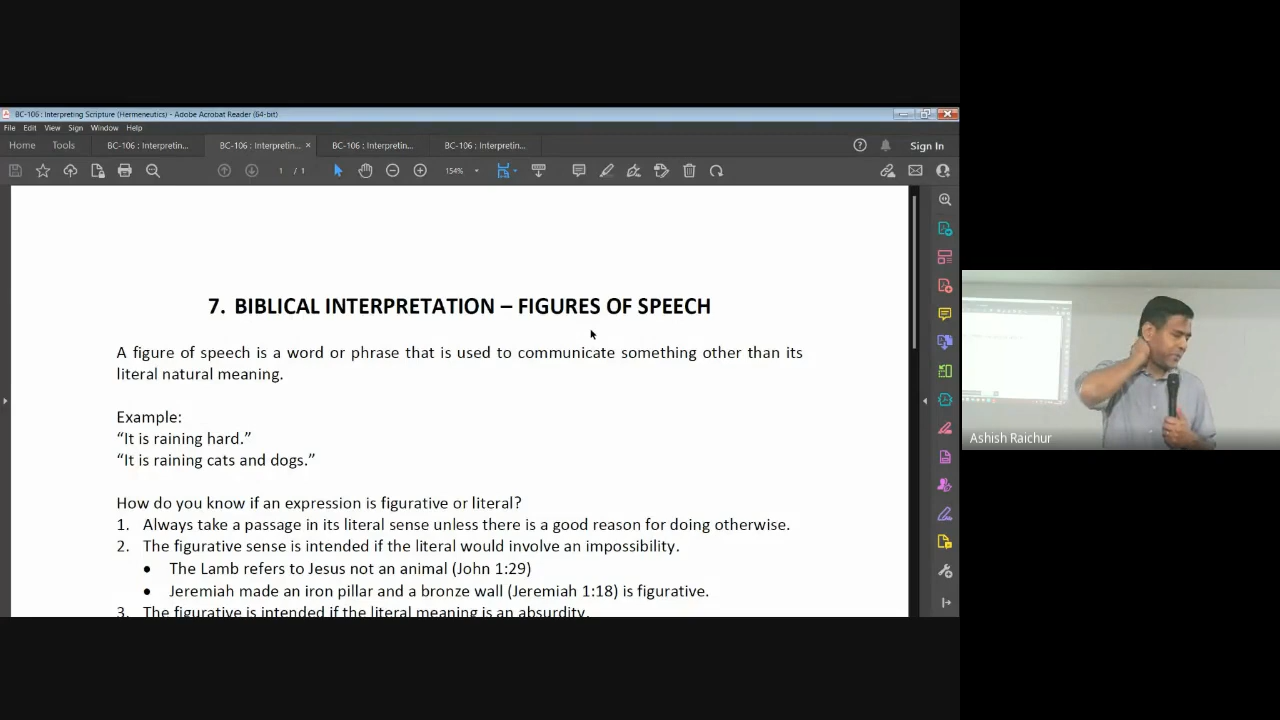 BC-106 : Interpreting Scripture (Hermeneutics) - Adobe Acrobat Reader (64-bit)
File Edit View Sign Window Help
Home Tools BC-106 : Interpretin... BC-106 : Interpretin... × BC-106 : Interpretin... BC-106 : Interpretin... Sign In
1 / 1 154%
7. BIBLICAL INTERPRETATION – FIGURES OF SPEECH
A figure of speech is a word or phrase that is used to communicate something other than its
literal natural meaning.
Example:
“It is raining hard.”
“It is raining cats and dogs.”
How do you know if an expression is figurative or literal?
1. Always take a passage in its literal sense unless there is a good reason for doing otherwise.
2. The figurative sense is intended if the literal would involve an impossibility.
• The Lamb refers to Jesus not an animal (John 1:29)
• Jeremiah made an iron pillar and a bronze wall (Jeremiah 1:18) is figurative.
3. The figurative is intended if the literal meaning is an absurdity.
Ashish Raichur